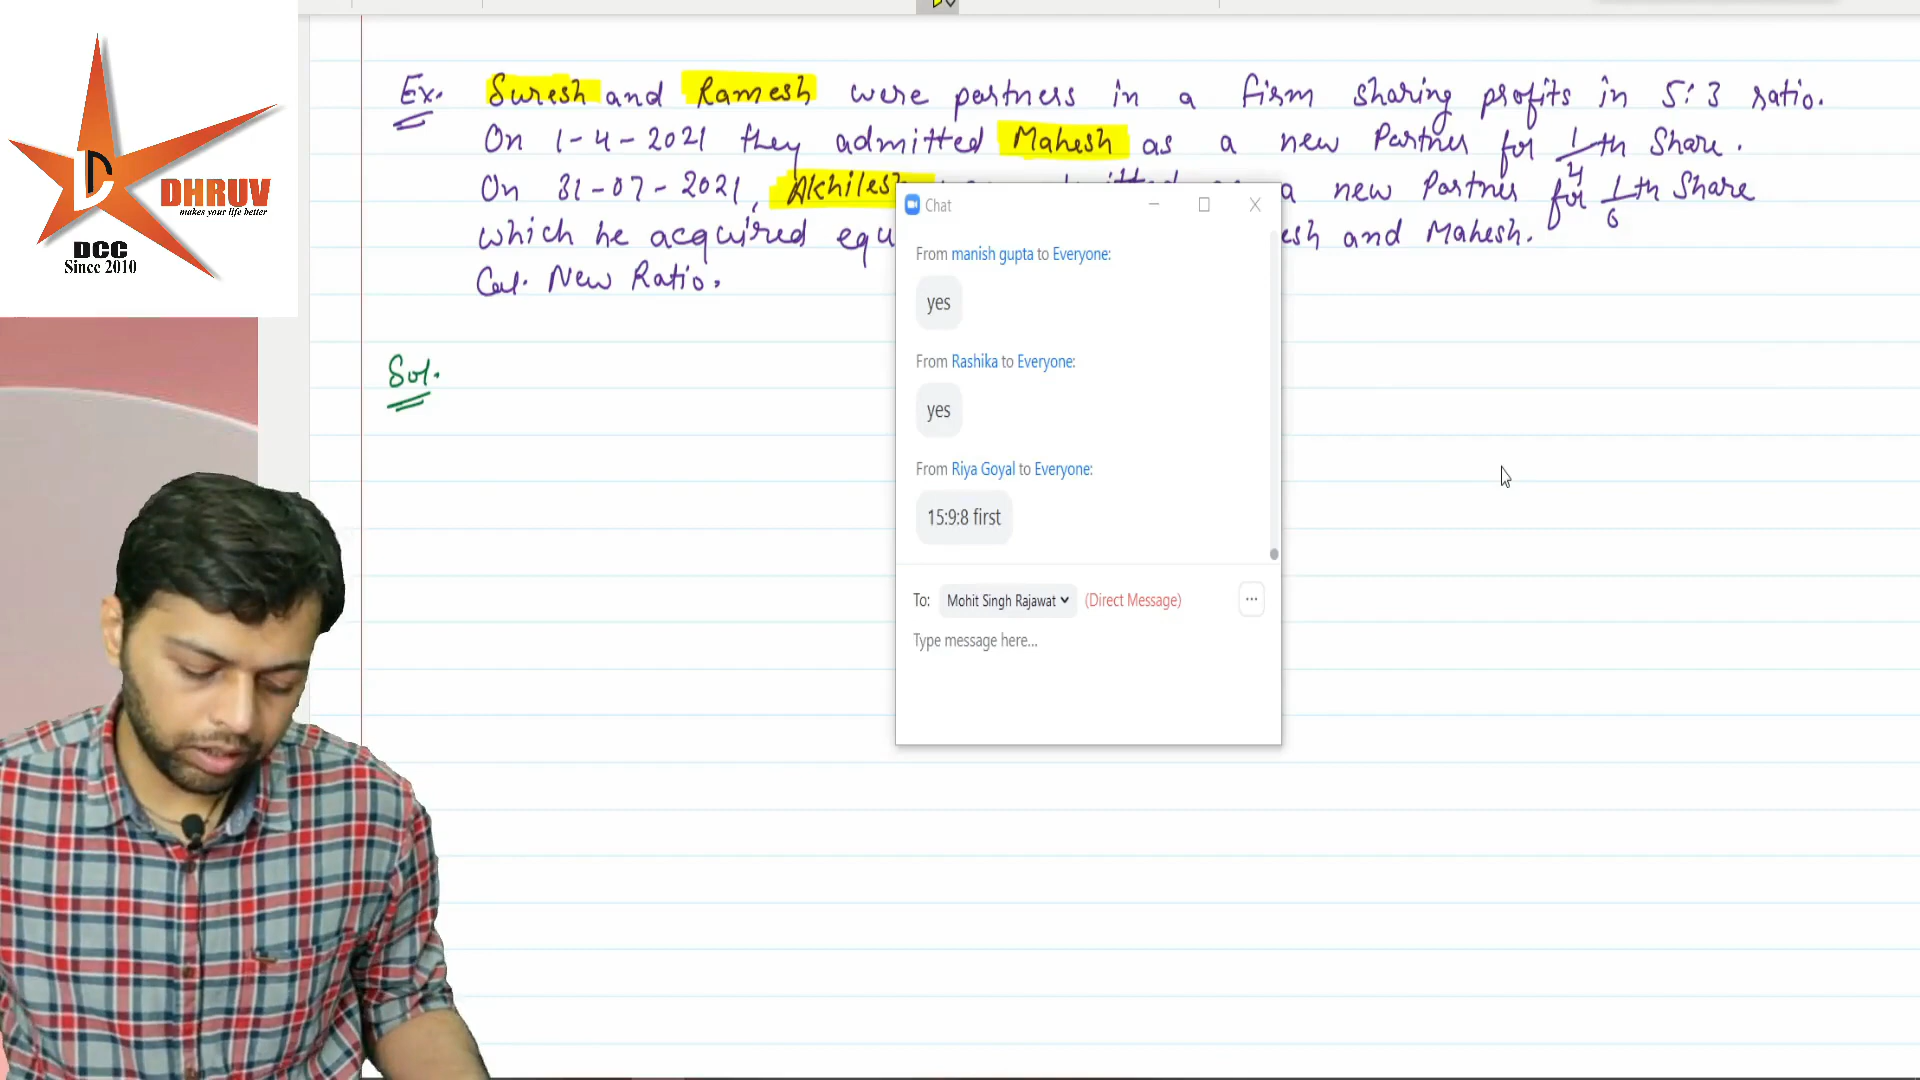 DHRUV
makes your life better
DCC
Since 2010
Ex. Suresh and Ramesh were partners in a firm sharing profits in 5:3 ratio.
On 1-4-2021 they admitted Mahesh as a new Partner for 1/4th Share.
On 31-07-2021, Akhilesh a new Partner for 1/6th Share
which he acquired and Mahesh.
Cal. New Ratio.
Sol.
Chat
From manish gupta to Everyone:
yes
From Rashika to Everyone:
yes
From Riya Goyal to Everyone:
15:9:8 first
To: Mohit Singh Rajawat (Direct Message)
Type message here...